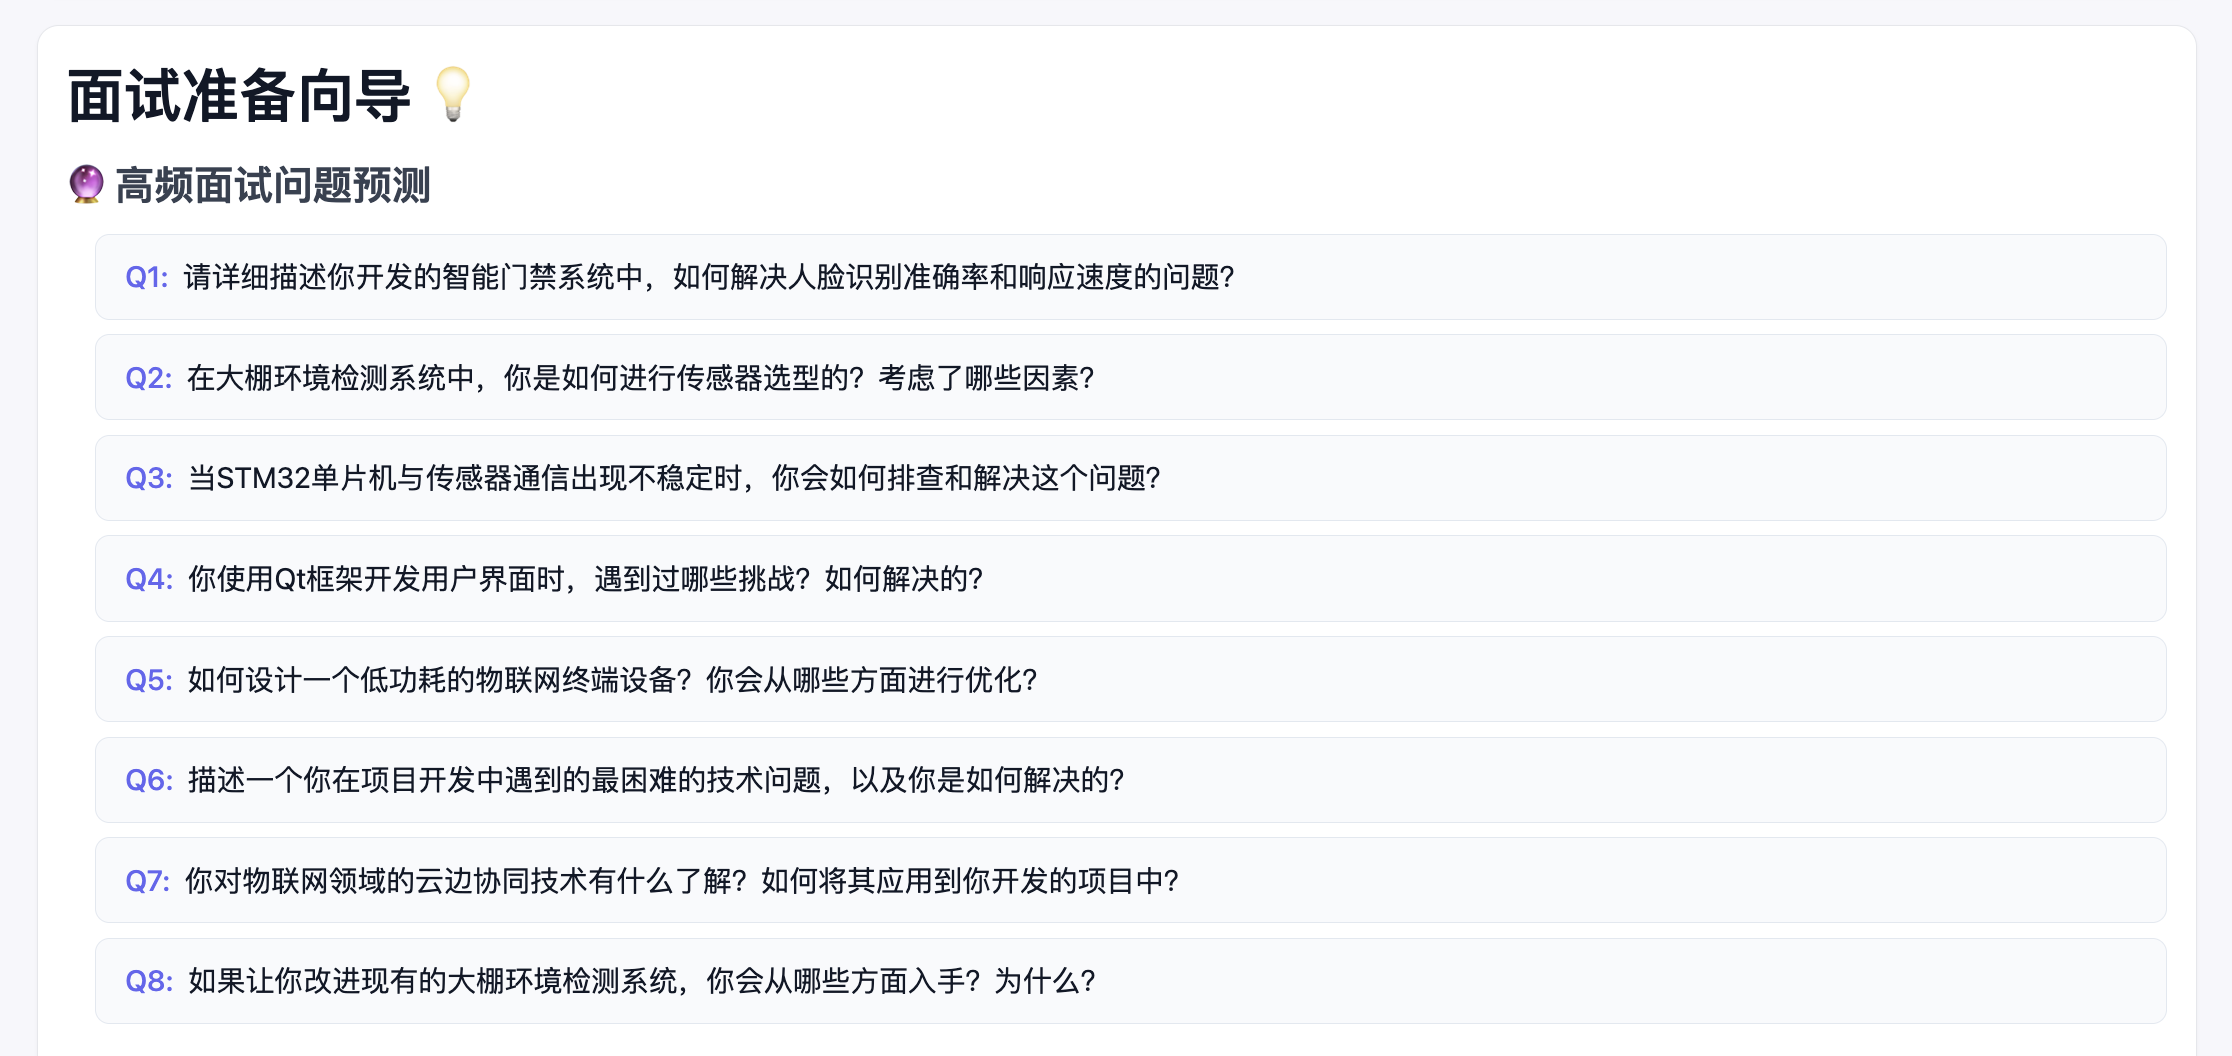 面试准备向导 💡
🔮 高频面试问题预测
Q1: 请详细描述你开发的智能门禁系统中，如何解决人脸识别准确率和响应速度的问题？
Q2: 在大棚环境检测系统中，你是如何进行传感器选型的？考虑了哪些因素？
Q3: 当STM32单片机与传感器通信出现不稳定时，你会如何排查和解决这个问题？
Q4: 你使用Qt框架开发用户界面时，遇到过哪些挑战？如何解决的？
Q5: 如何设计一个低功耗的物联网终端设备？你会从哪些方面进行优化？
Q6: 描述一个你在项目开发中遇到的最困难的技术问题，以及你是如何解决的？
Q7: 你对物联网领域的云边协同技术有什么了解？如何将其应用到你开发的项目中？
Q8: 如果让你改进现有的大棚环境检测系统，你会从哪些方面入手？为什么？